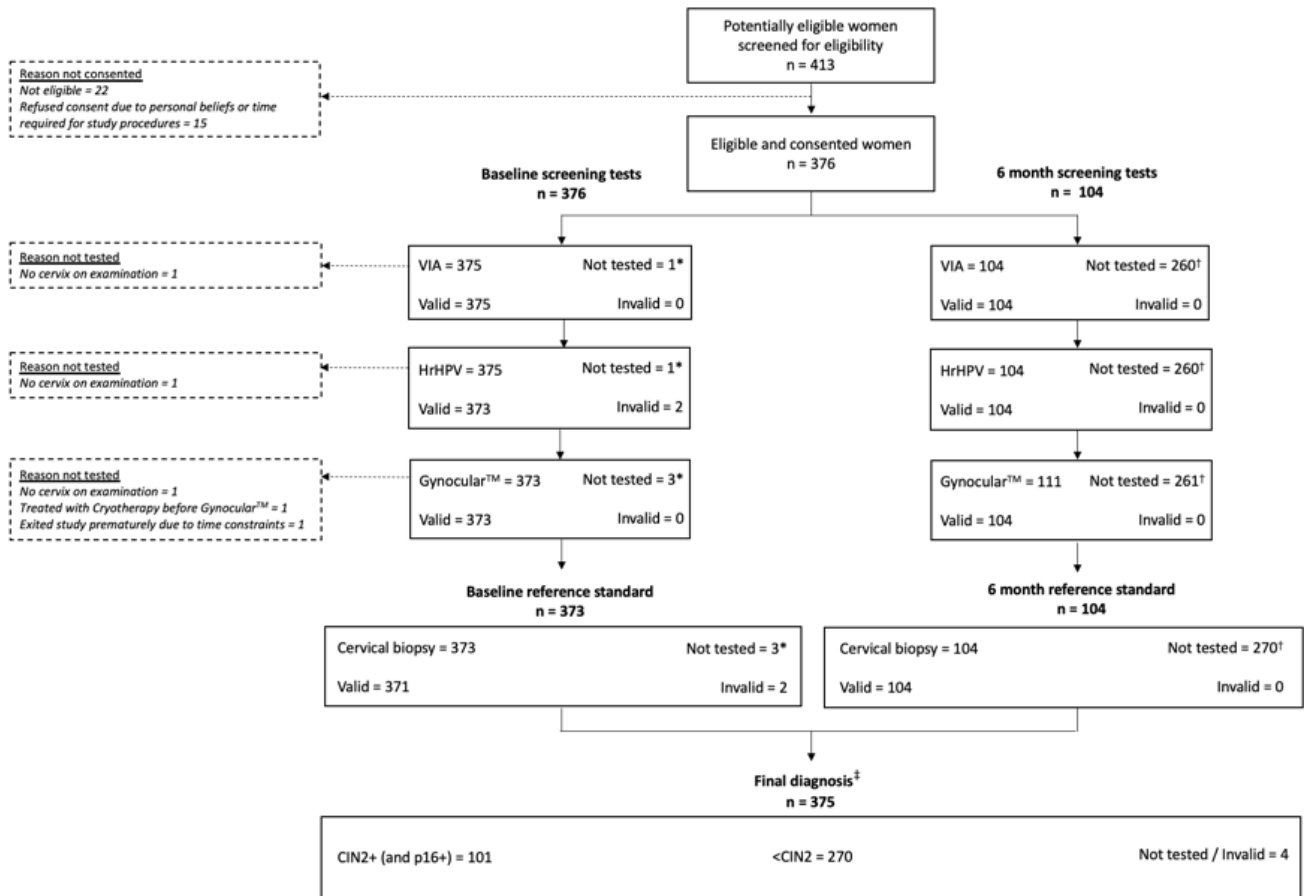 Potentially eligible women
screened for eligibility
n = 413
Reason not consented
Not eligible = 22
Refused consent due to personal beliefs or time
required for study procedures = 15
Eligible and consented women
n = 376
Baseline screening tests
n = 376
6 month screening tests
n = 104
Reason not tested
No cervix on examination = 1
VIA = 375 Not tested = 1*
Valid = 375 Invalid = 0
VIA = 104 Not tested = 260†
Valid = 104 Invalid = 0
Reason not tested
No cervix on examination = 1
HrHPV = 375 Not tested = 1*
Valid = 373 Invalid = 2
HrHPV = 104 Not tested = 260†
Valid = 104 Invalid = 0
Reason not tested
No cervix on examination = 1
Treated with Cryotherapy before Gynocular™ = 1
Exited study prematurely due to time constraints = 1
Gynocular™ = 373 Not tested = 3*
Valid = 373 Invalid = 0
Gynocular™ = 111 Not tested = 261†
Valid = 104 Invalid = 0
Baseline reference standard
n = 373
6 month reference standard
n = 104
Cervical biopsy = 373 Not tested = 3*
Valid = 371 Invalid = 2
Cervical biopsy = 104 Not tested = 270†
Valid = 104 Invalid = 0
Final diagnosis‡
n = 375
CIN2+ (and p16+) = 101 <CIN2 = 270 Not tested / Invalid = 4